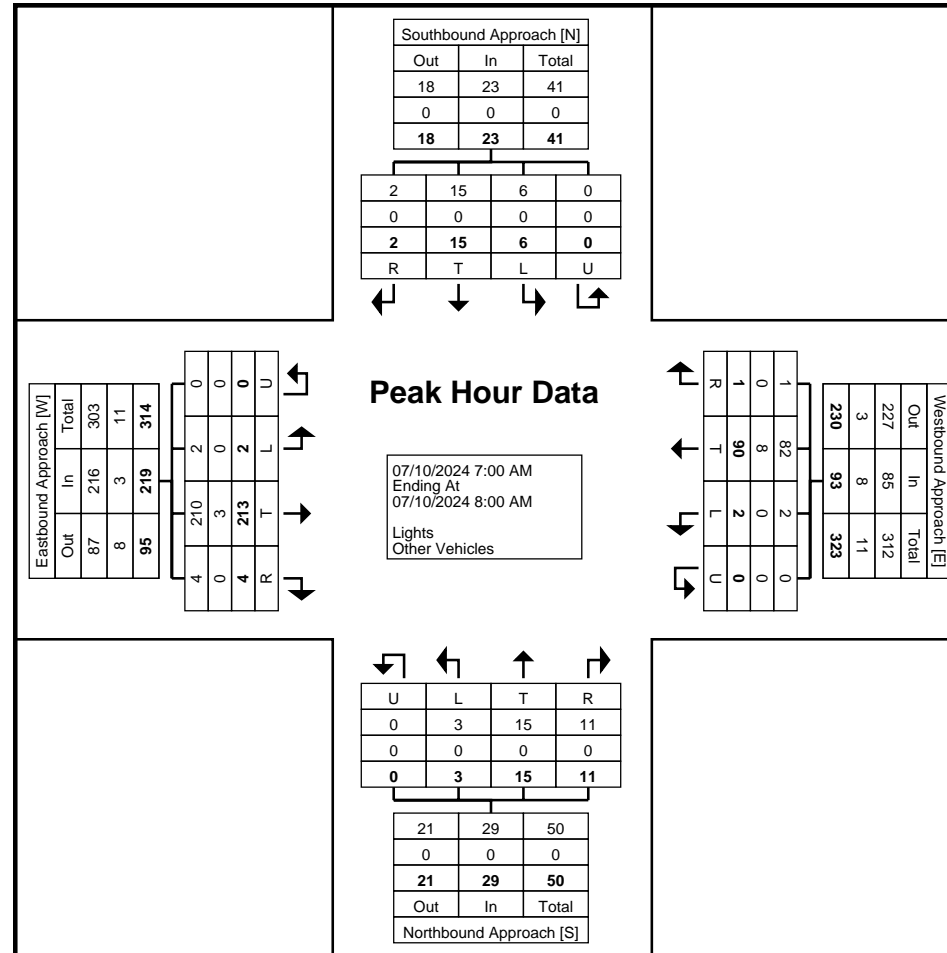 Southbound Approach [N]
Out In Total
18 23 41
0 0 0
18 23 41
2 15 6 0
0 0 0 0
2 15 6 0
R T L U
Eastbound Approach [W]
Total In Out
303 216 87
11 3 8
314 219 95
0 2 210 4
0 0 3 0
0 2 213 4
U L T R
Peak Hour Data
07/10/2024 7:00 AM
Ending At
07/10/2024 8:00 AM
Lights
Other Vehicles
R T L U
1 90 2 0
0 8 0 0
1 82 2 0
Westbound Approach [E]
Out In Total
227 85 312
3 8 11
230 93 323
U L T R
0 3 15 11
0 0 0 0
0 3 15 11
21 29 50
0 0 0
21 29 50
Out In Total
Northbound Approach [S]